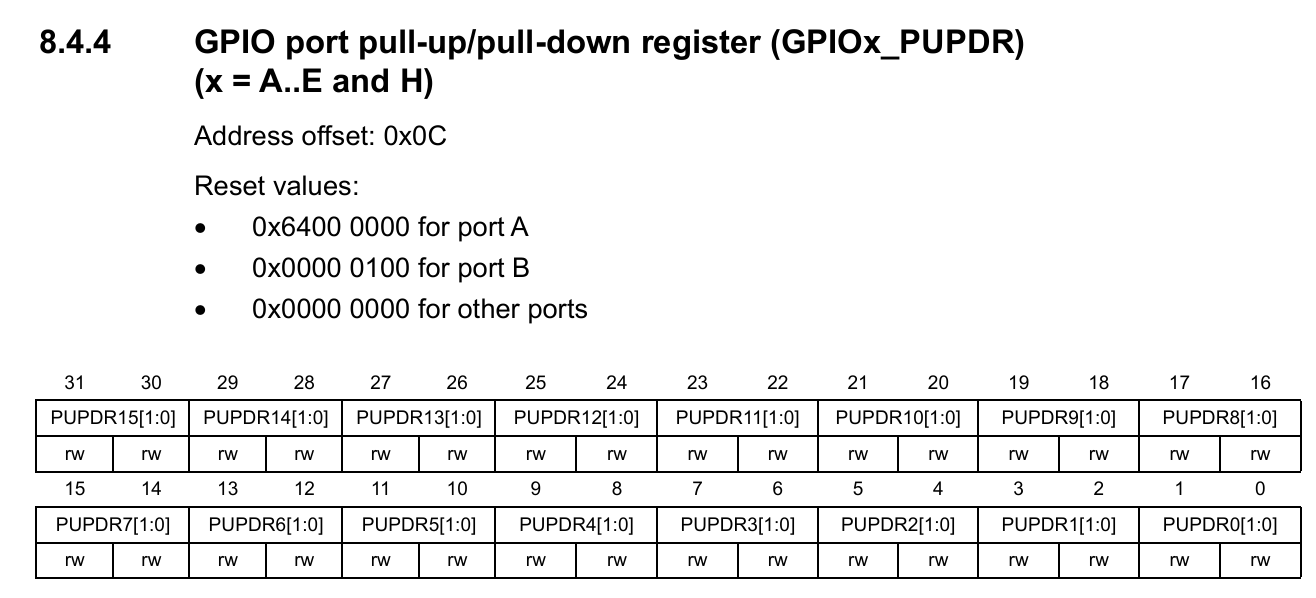 8.4.4 GPIO port pull-up/pull-down register (GPIOx_PUPDR)
(x = A..E and H)
Address offset: 0x0C
Reset values:
• 0x6400 0000 for port A
• 0x0000 0100 for port B
• 0x0000 0000 for other ports
31 30 29 28 27 26 25 24 23 22 21 20 19 18 17 16
PUPDR15[1:0] PUPDR14[1:0] PUPDR13[1:0] PUPDR12[1:0] PUPDR11[1:0] PUPDR10[1:0] PUPDR9[1:0] PUPDR8[1:0]
rw rw rw rw rw rw rw rw rw rw rw rw rw rw rw rw
15 14 13 12 11 10 9 8 7 6 5 4 3 2 1 0
PUPDR7[1:0] PUPDR6[1:0] PUPDR5[1:0] PUPDR4[1:0] PUPDR3[1:0] PUPDR2[1:0] PUPDR1[1:0] PUPDR0[1:0]
rw rw rw rw rw rw rw rw rw rw rw rw rw rw rw rw